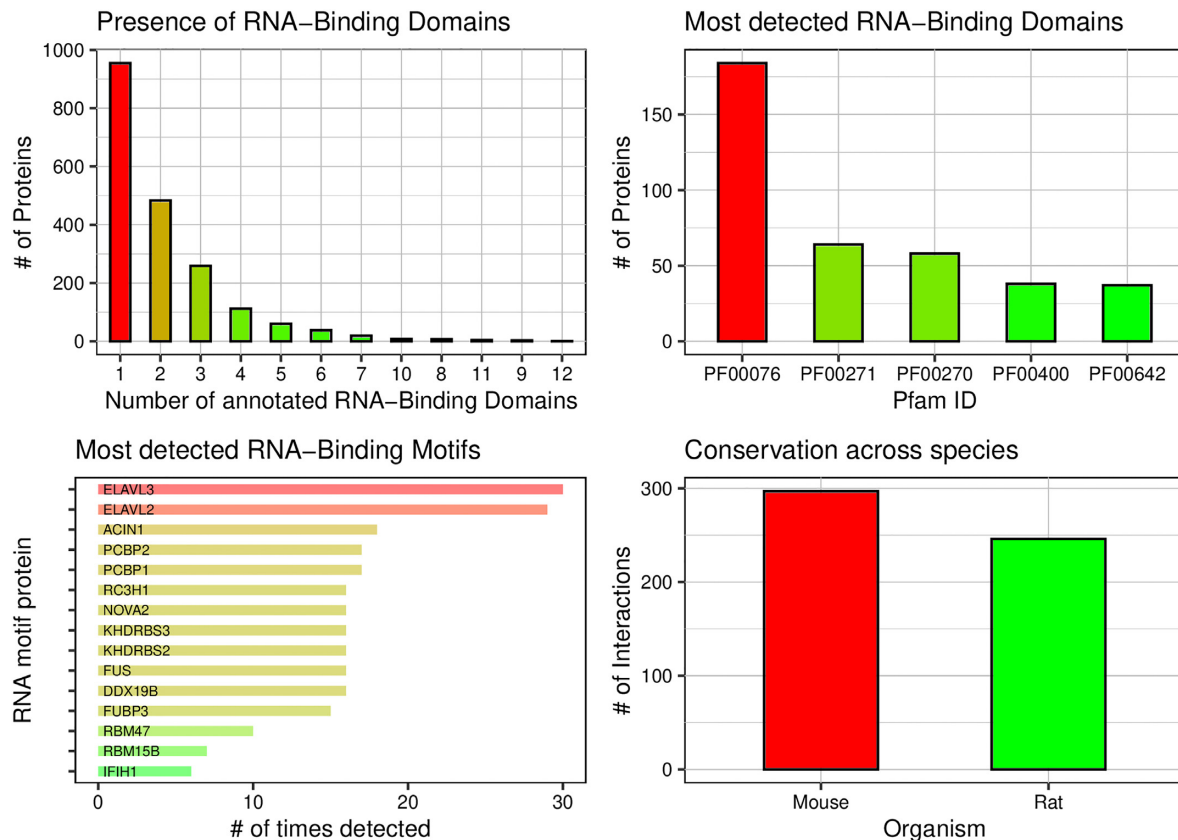 Presence of RNA−Binding Domains
# of Proteins
1000
800
600
400
200
0
1 2 3 4 5 6 7 10 8 11 9 12
Number of annotated RNA−Binding Domains
Most detected RNA−Binding Domains
# of Proteins
150
100
50
0
PF00076 PF00271 PF00270 PF00400 PF00642
Pfam ID
Most detected RNA−Binding Motifs
RNA motif protein
ELAVL3
ELAVL2
ACIN1
PCBP2
PCBP1
RC3H1
NOVA2
KHDRBS3
KHDRBS2
FUS
DDX19B
FUBP3
RBM47
RBM15B
IFIH1
0 10 20 30
# of times detected
Conservation across species
# of Interactions
300
200
100
0
Mouse Rat
Organism